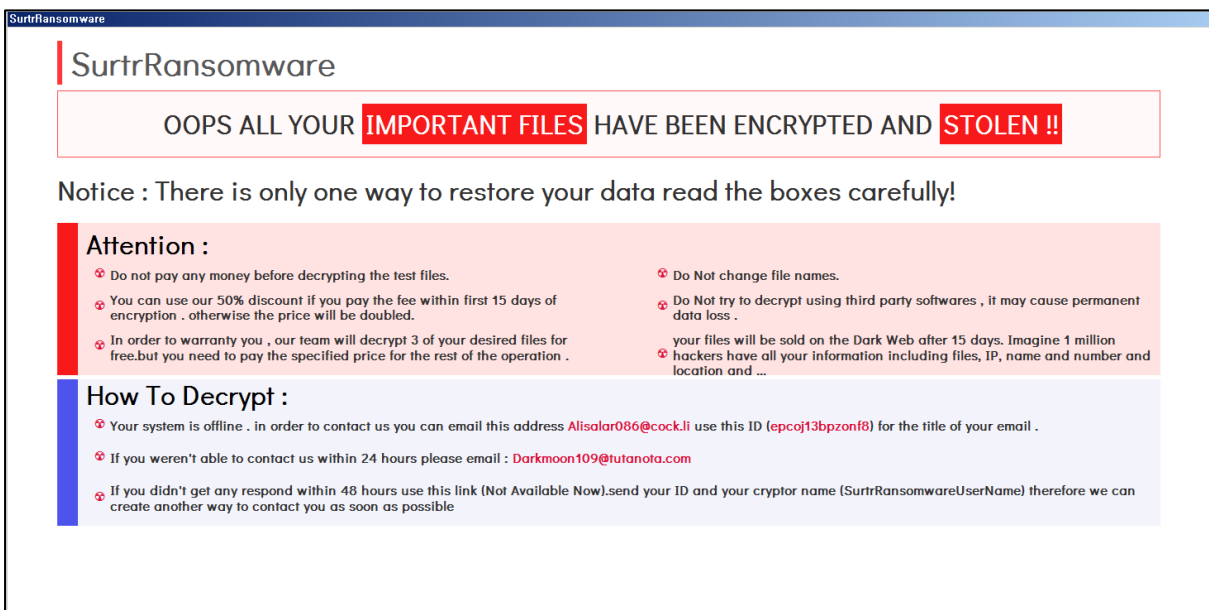 SurtrRansomware
SurtrRansomware
OOPS ALL YOUR IMPORTANT FILES HAVE BEEN ENCRYPTED AND STOLEN !!
Notice : There is only one way to restore your data read the boxes carefully!
Attention :
Do not pay any money before decrypting the test files.
You can use our 50% discount if you pay the fee within first 15 days of
encryption . otherwise the price will be doubled.
In order to warranty you , our team will decrypt 3 of your desired files for
free.but you need to pay the specified price for the rest of the operation .
Do Not change file names.
Do Not try to decrypt using third party softwares , it may cause permanent
data loss .
your files will be sold on the Dark Web after 15 days. Imagine 1 million
hackers have all your information including files, IP, name and number and
location and ...
How To Decrypt :
Your system is offline . in order to contact us you can email this address Alisalar086@cock.li use this ID (epcoj13bpzonf8) for the title of your email .
If you weren't able to contact us within 24 hours please email : Darkmoon109@tutanota.com
If you didn't get any respond within 48 hours use this link (Not Available Now).send your ID and your cryptor name (SurtrRansomwareUserName) therefore we can
create another way to contact you as soon as possible